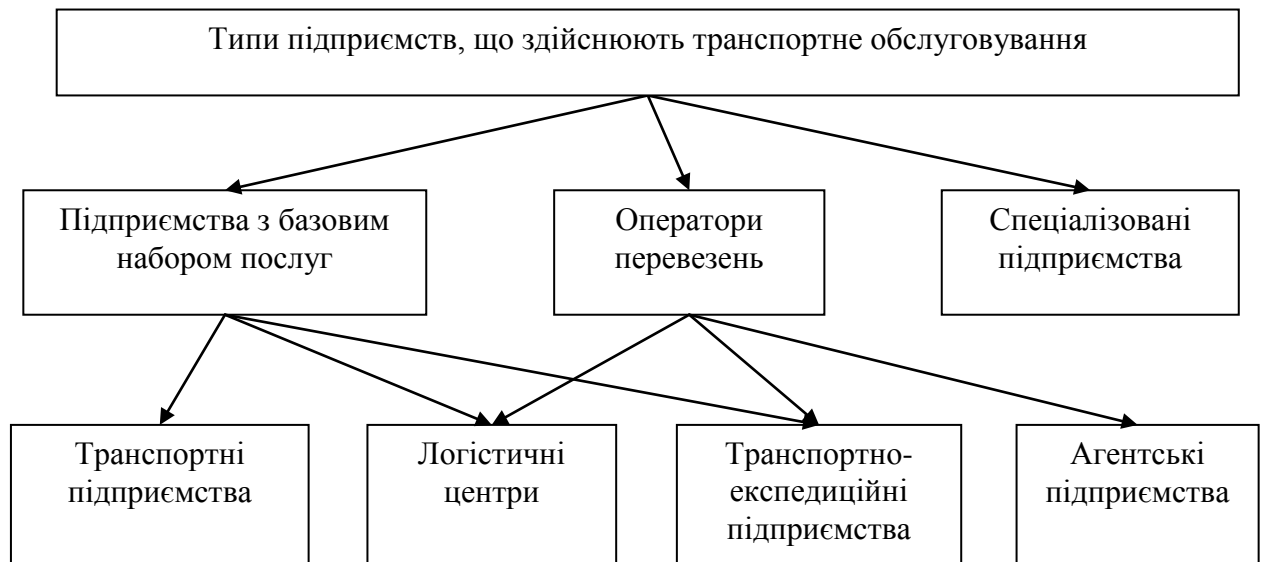 Типи підприємств, що здійснюють транспортне обслуговування
Підприємства з базовим
набором послуг
Оператори
перевезень
Спеціалізовані
підприємства
Транспортні
підприємства
Логістичні
центри
Транспортно-
експедиційні
підприємства
Агентські
підприємства